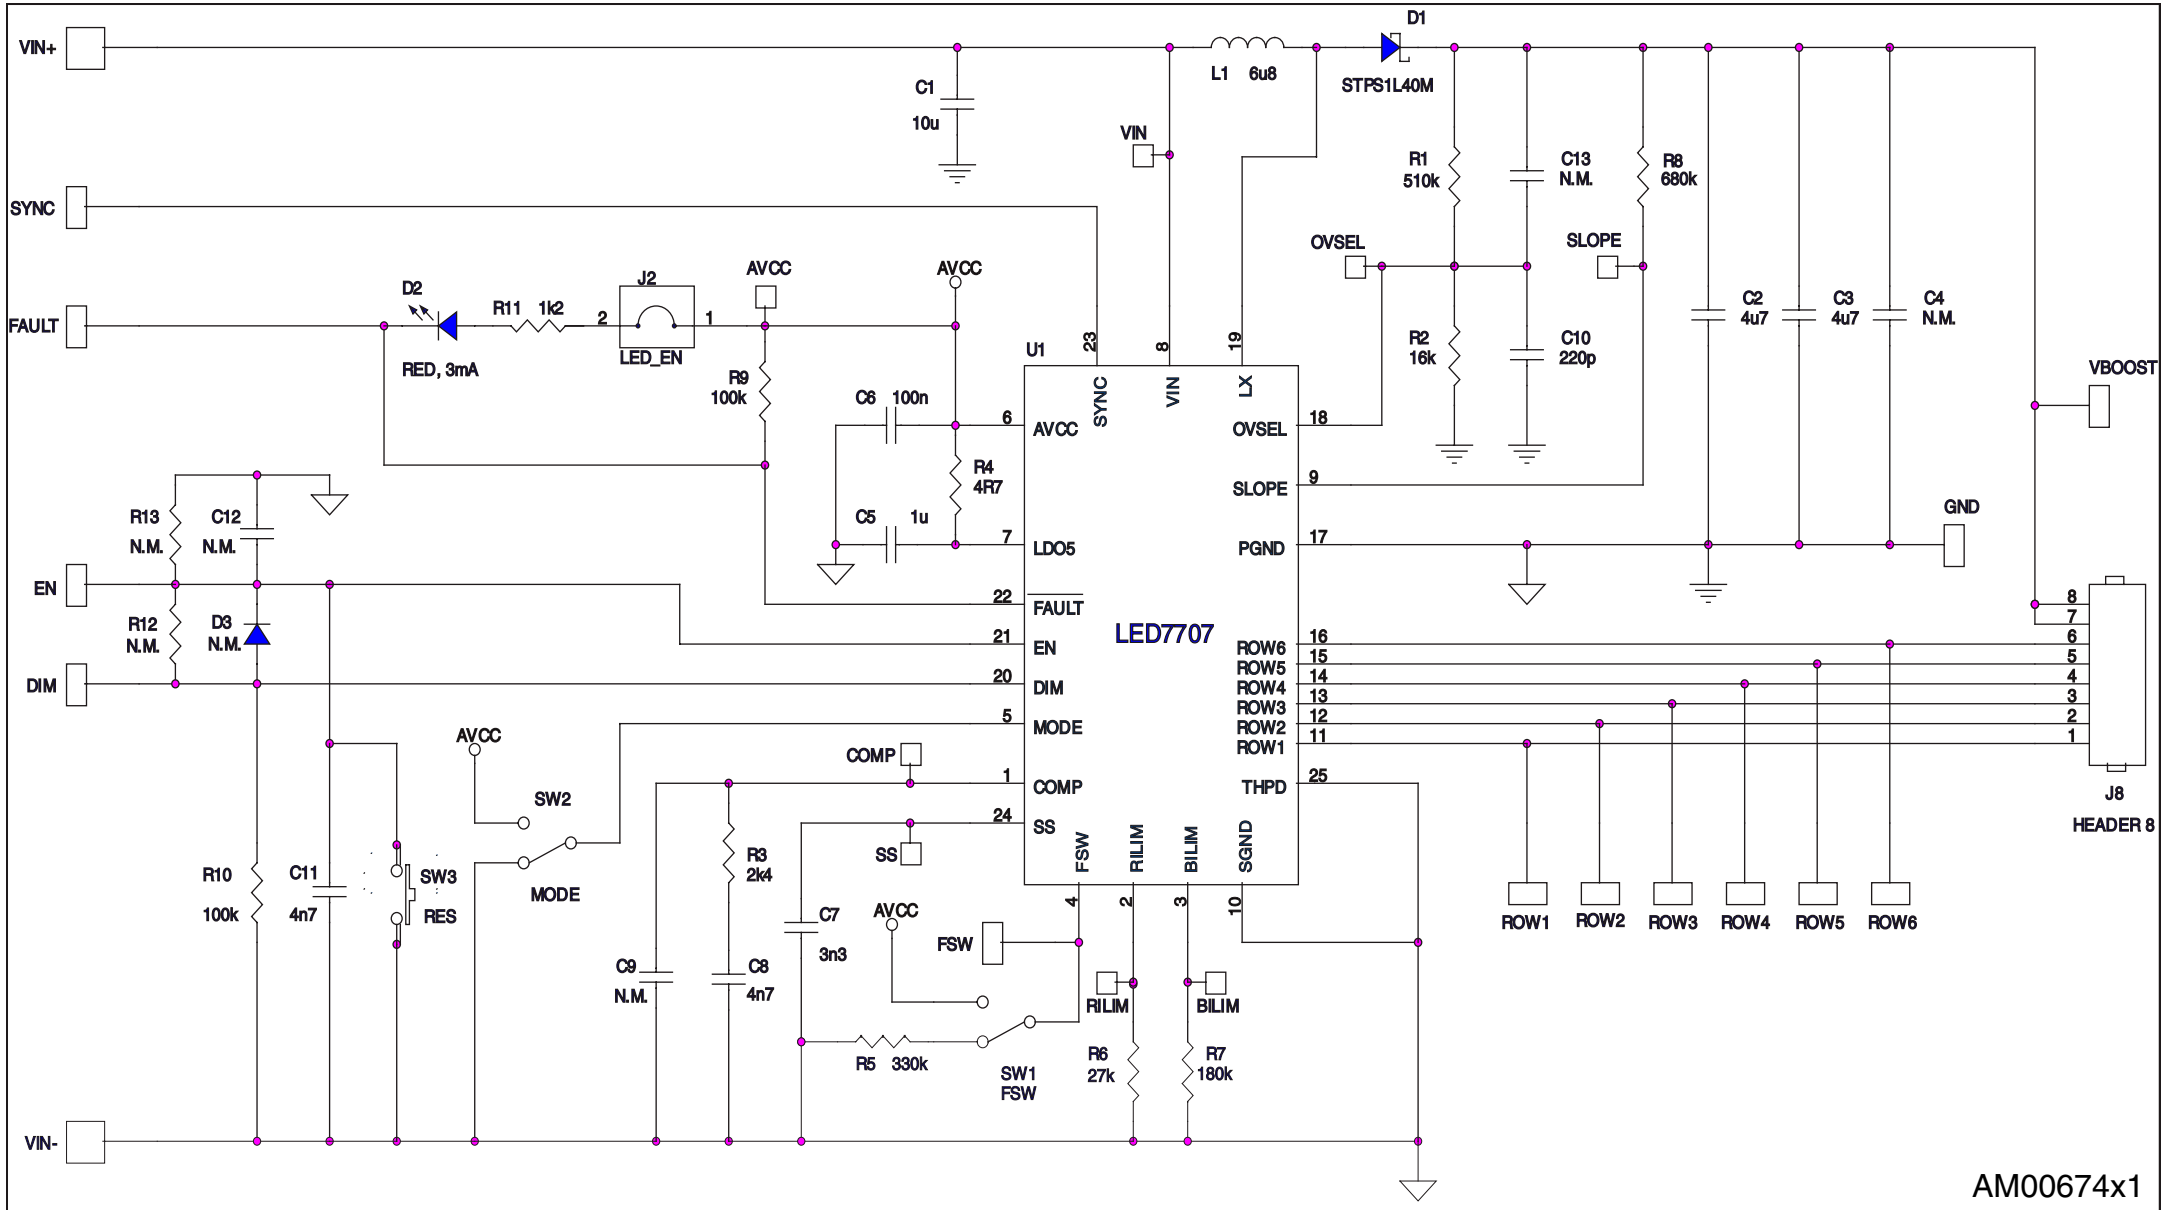 D1
VIN+
L1 6u8
STPS1L40M
C1
10u
VIN
R1
510k
C13
N.M.
R8
680k
SYNC
OVSEL
SLOPE
AVCC
AVCC
J2
D2
R11 1k2
2
1
FAULT
LED_EN
RED, 3mA
C2
4u7
C3
4u7
C4
N.M.
R2
16k
C10
220p
U1
23
8
19
SYNC
VIN
LX
VBOOST
R9
100k
C6 100n
6
AVCC
18
OVSEL
R4
4R7
9
SLOPE
C5 1u
7
LDO5
17
PGND
GND
R13
N.M.
C12
N.M.
EN
22
FAULT
LED7707
21
EN
R12
N.M.
D3
N.M.
DIM
20
DIM
5
MODE
16
ROW6
15
ROW5
14
ROW4
13
ROW3
12
ROW2
11
ROW1
8
7
6
5
4
3
2
1
J8
HEADER 8
AVCC
COMP
1
COMP
25
THPD
SW2
24
SS
SS
MODE
FSW
RILIM
BILIM
SGND
4
2
3
10
R10
100k
C11
4n7
SW3
RES
R3
2k4
C7
3n3
AVCC
FSW
ROW1
ROW2
ROW3
ROW4
ROW5
ROW6
C9
N.M.
C8
4n7
RILIM
BILIM
R5 330k
SW1
FSW
R6
27k
R7
180k
VIN-
AM00674x1